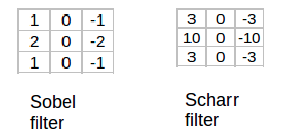 1 0 -1
2 0 -2
1 0 -1
Sobel
filter
3 0 -3
10 0 -10
3 0 -3
Scharr
filter